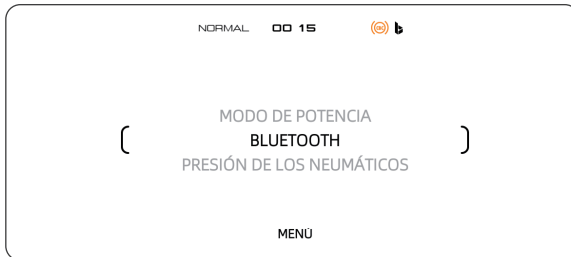 NORMAL 00 15
MODO DE POTENCIA
BLUETOOTH
PRESIÓN DE LOS NEUMÁTICOS
MENÚ